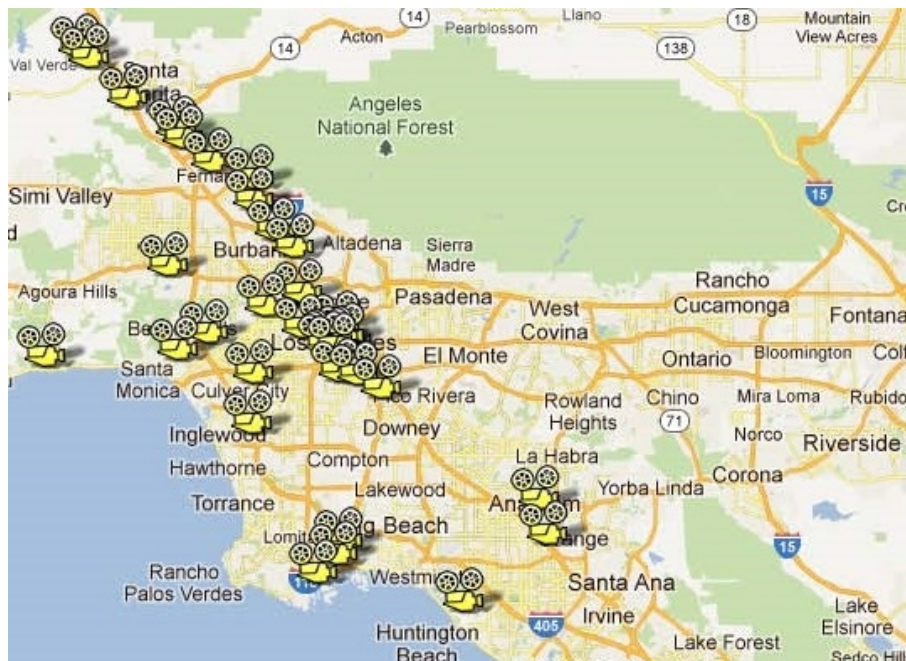 14
Llano
18
Mountain
View Acres
Pearblossom
Acton
14
138
Val Verde
Santa
Angeles
National Forest
15
Simi Valley
Altadena
Sierra
Madre
Agoura Hills
Pasadena
West
Covina
Rancho
Cucamonga
Fontana
El Monte
Ontario
Bloomington
Santa
Monica
Culver City
Rowland
Heights
Chino
71
Mira Loma
Rubido
Inglewood
Downey
Norco
Riverside
Hawthorne
Compton
La Habra
Corona
Torrance
Lakewood
Yorba Linda
15
Rancho
Palos Verdes
Santa Ana
Irvine
405
Huntington
Beach
Lake Forest
Lake
Elsinore
Sedco Hill